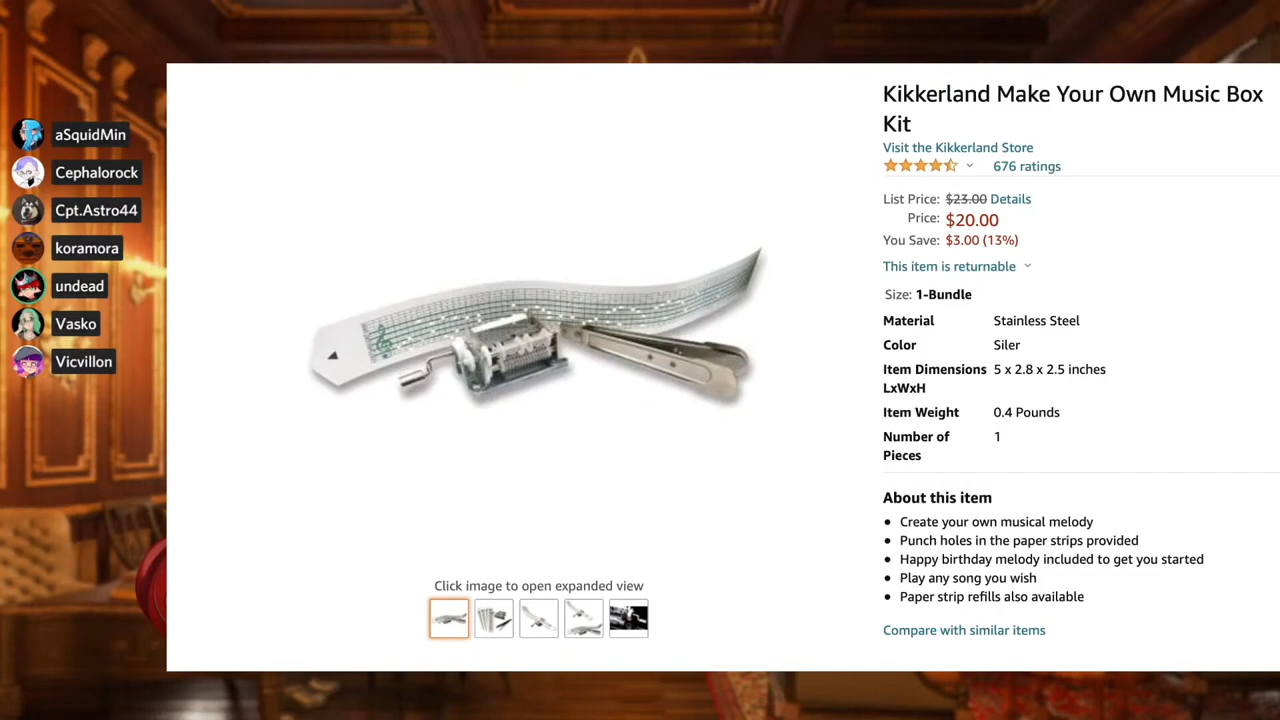 aSquidMin
Cephalorock
Cpt.Astro44
koramora
undead
Vasko
Vicvillon
Click image to open expanded view
Kikkerland Make Your Own Music Box
Kit
Visit the Kikkerland Store
676 ratings
List Price: $23.00 Details
Price: $20.00
You Save: $3.00 (13%)
This item is returnable
Size: 1-Bundle
Material Stainless Steel
Color Siler
Item Dimensions 5 x 2.8 x 2.5 inches
LxWxH
Item Weight 0.4 Pounds
Number of 1
Pieces
About this item
• Create your own musical melody
• Punch holes in the paper strips provided
• Happy birthday melody included to get you started
• Play any song you wish
• Paper strip refills also available
Compare with similar items